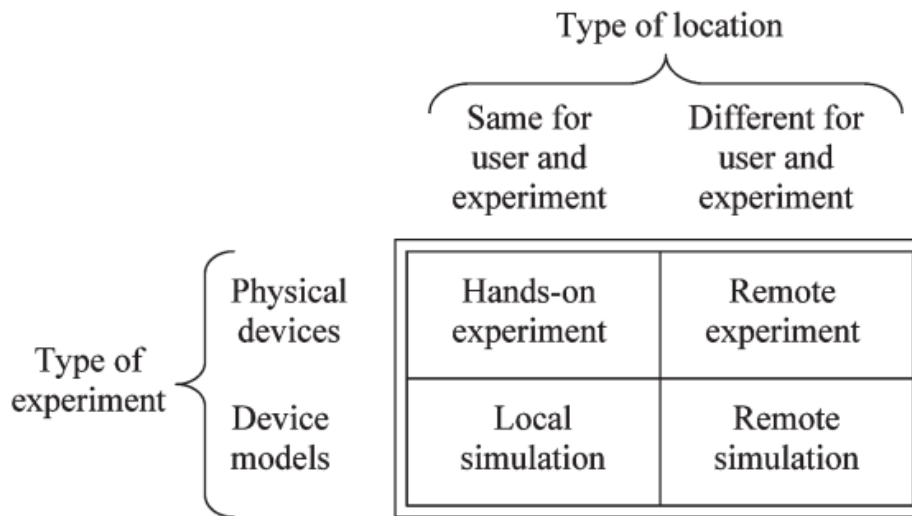 Type of location
Same for
user and
experiment
Different for
user and
experiment
Type of
experiment
Physical
devices
Hands-on
experiment
Remote
experiment
Device
models
Local
simulation
Remote
simulation